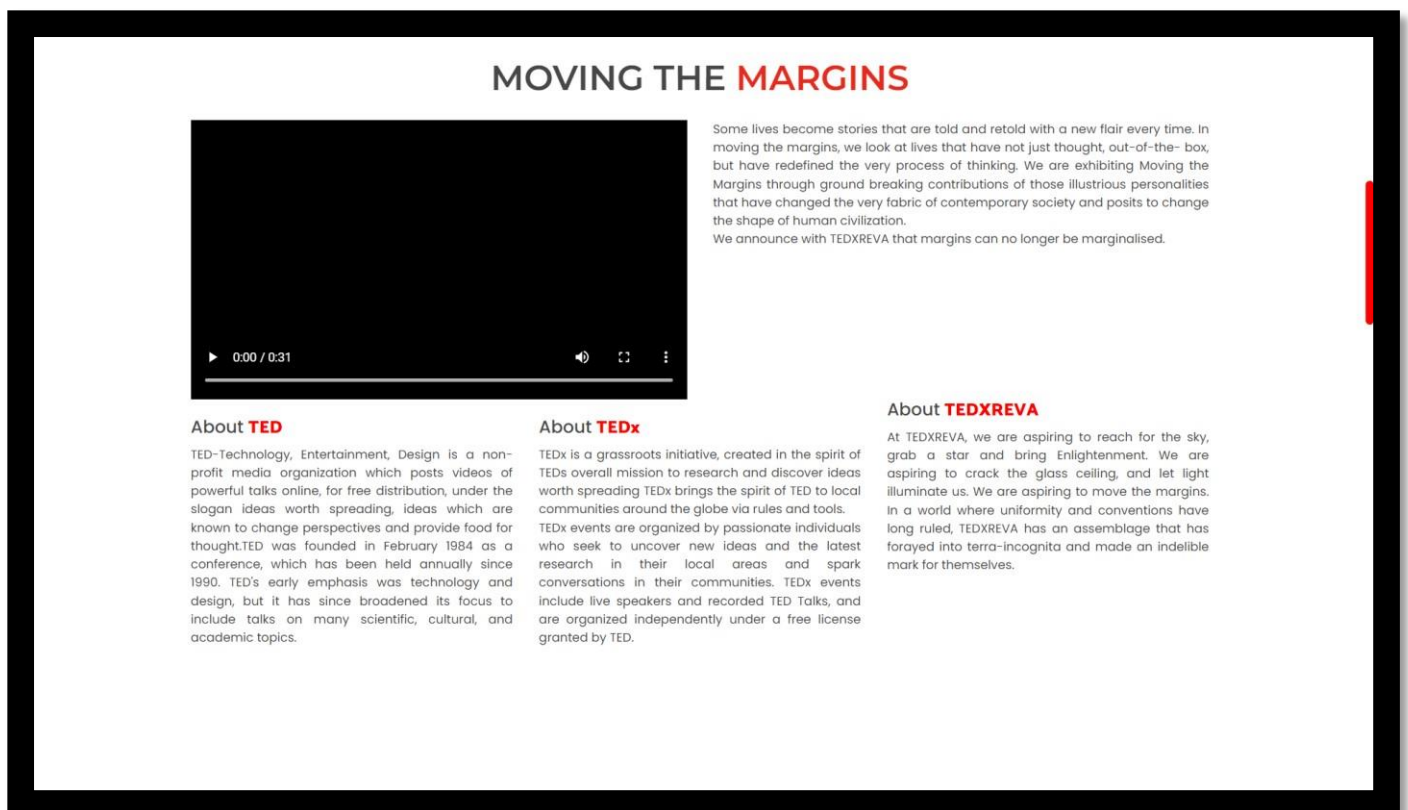 MOVING THE MARGINS
Some lives become stories that are told and retold with a new flair every time. In
moving the margins, we look at lives that have not just thought, out-of-the- box,
but have redefined the very process of thinking. We are exhibiting Moving the
Margins through ground breaking contributions of those illustrious personalities
that have changed the very fabric of contemporary society and posits to change
the shape of human civilization.
We announce with TEDXREVA that margins can no longer be marginalised.
0:00 / 0:31
About TED
TED-Technology, Entertainment, Design is a non-
profit media organization which posts videos of
powerful talks online, for free distribution, under the
slogan ideas worth spreading, ideas which are
known to change perspectives and provide food for
thought.TED was founded in February 1984 as a
conference, which has been held annually since
1990. TED's early emphasis was technology and
design, but it has since broadened its focus to
include talks on many scientific, cultural, and
academic topics.
About TEDx
TEDx is a grassroots initiative, created in the spirit of
TEDs overall mission to research and discover ideas
worth spreading TEDx brings the spirit of TED to local
communities around the globe via rules and tools.
TEDx events are organized by passionate individuals
who seek to uncover new ideas and the latest
research in their local areas and spark
conversations in their communities. TEDx events
include live speakers and recorded TED Talks, and
are organized independently under a free license
granted by TED.
About TEDXREVA
At TEDXREVA, we are aspiring to reach for the sky,
grab a star and bring Enlightenment. We are
aspiring to crack the glass ceiling, and let light
illuminate us. We are aspiring to move the margins.
In a world where uniformity and conventions have
long ruled, TEDXREVA has an assemblage that has
forayed into terra-incognita and made an indelible
mark for themselves.